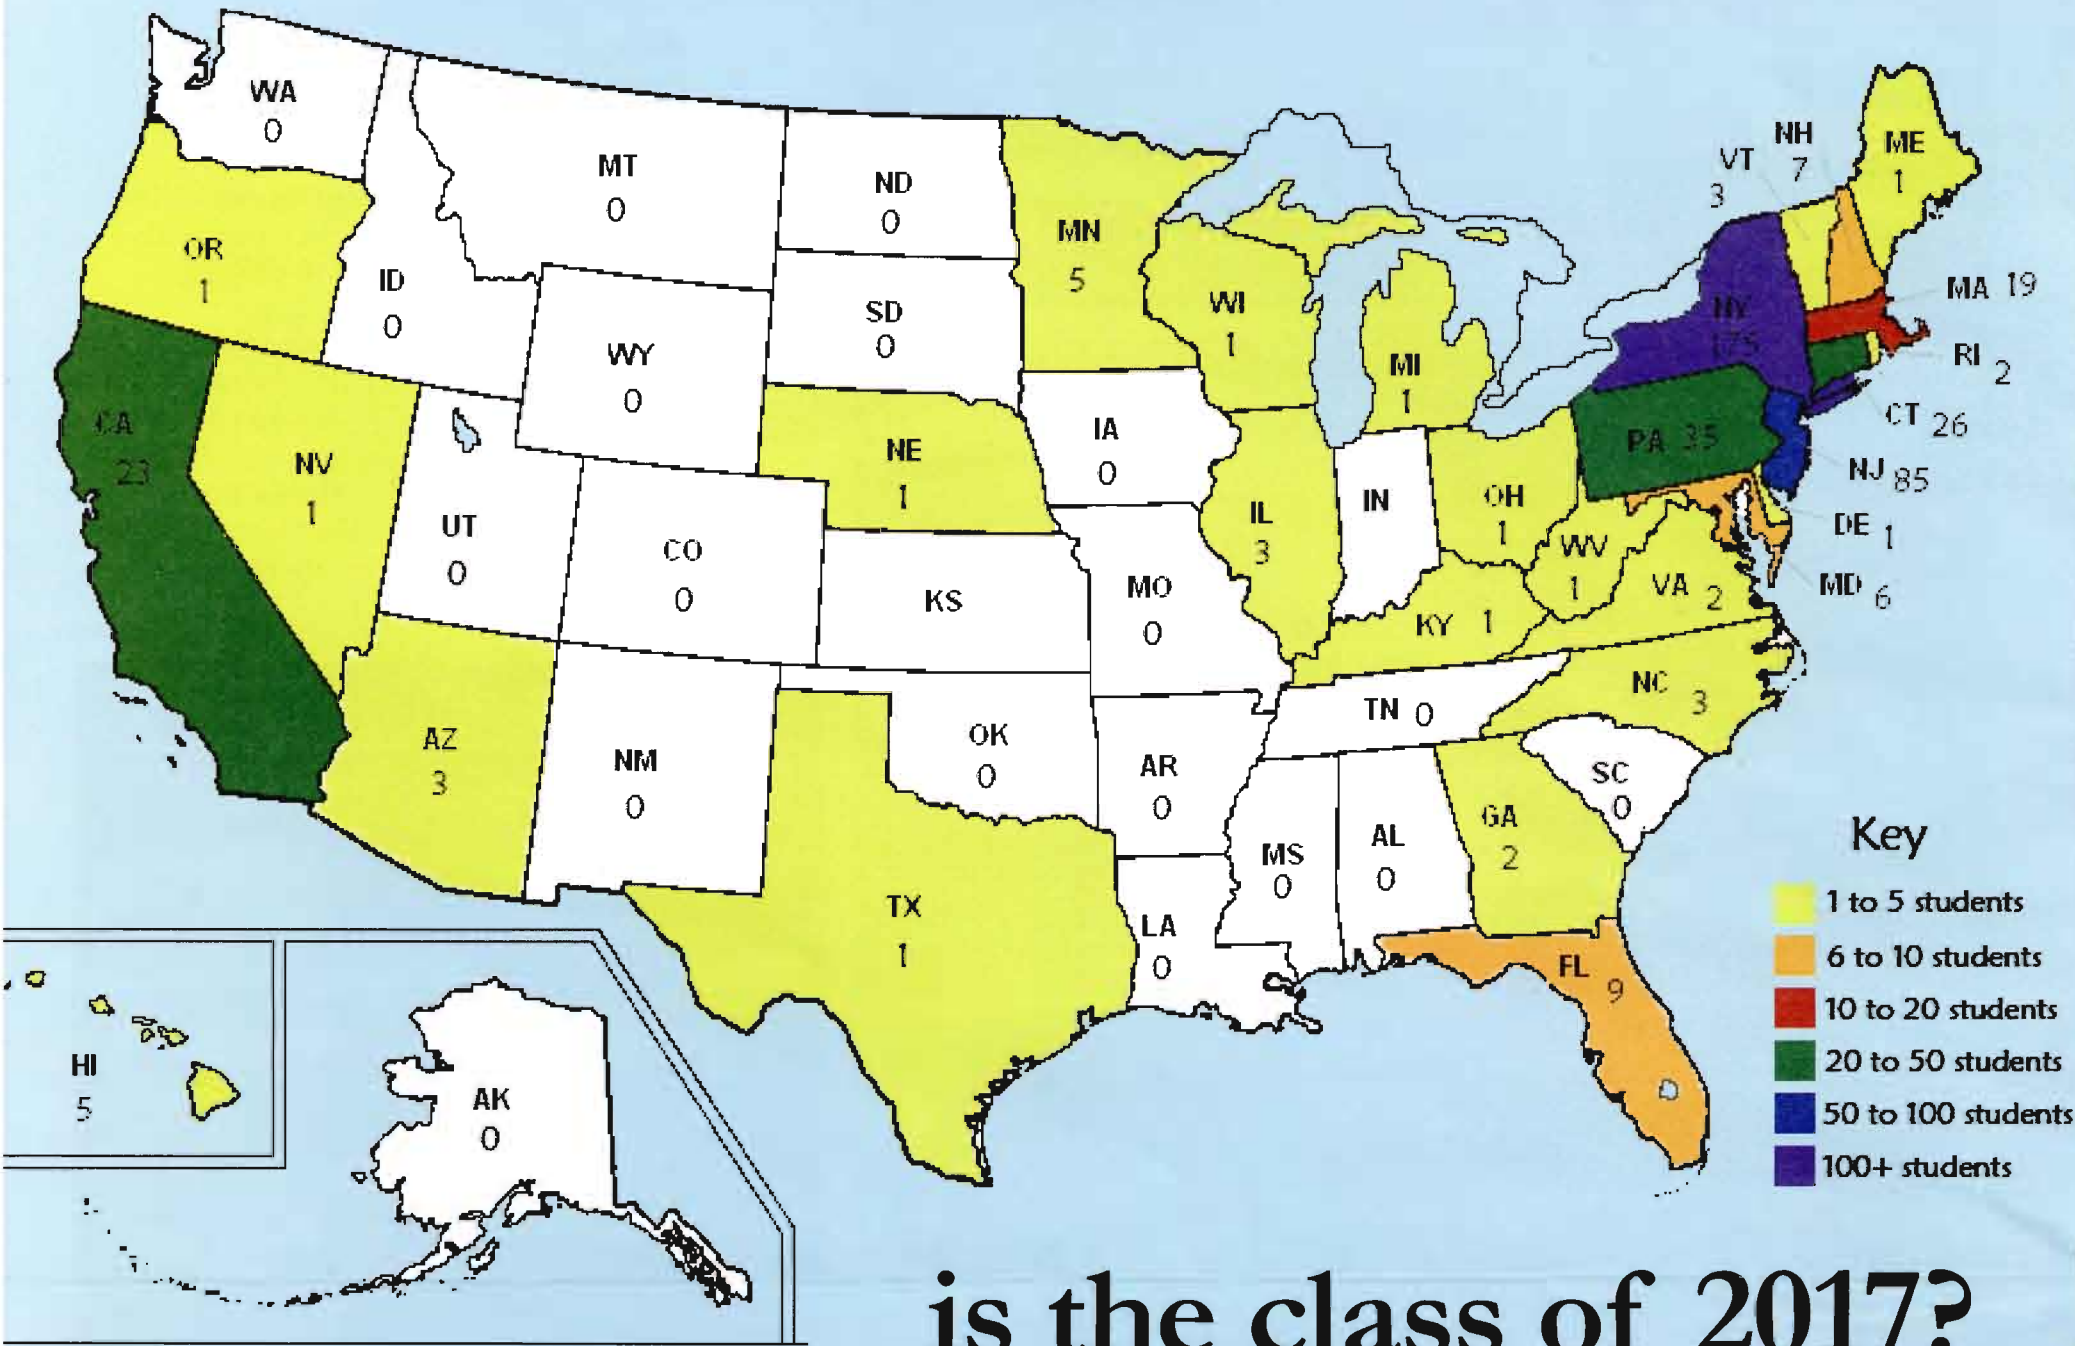 WA
0
OR
1
CA
23
NV
1
ID
0
MT
0
WY
0
UT
0
AZ
3
CO
0
NM
0
ND
0
SD
0
NE
1
KS
OK
0
TX
1
MN
5
IA
0
MO
0
AR
0
LA
0
WI
1
IL
3
MI
1
IN
OH
1
KY 1
TN 0
MS
0
AL
0
GA
2
FL
9
SC
0
NC 3
VA 2
WV
1
PA 35
NY
175
VT
3
NH
7
ME
1
MA 19
RI 2
CT 26
NJ 85
DE 1
MD 6
HI
5
AK
0
Key
1 to 5 students
6 to 10 students
10 to 20 students
20 to 50 students
50 to 100 students
100+ students
is the class of 2017?